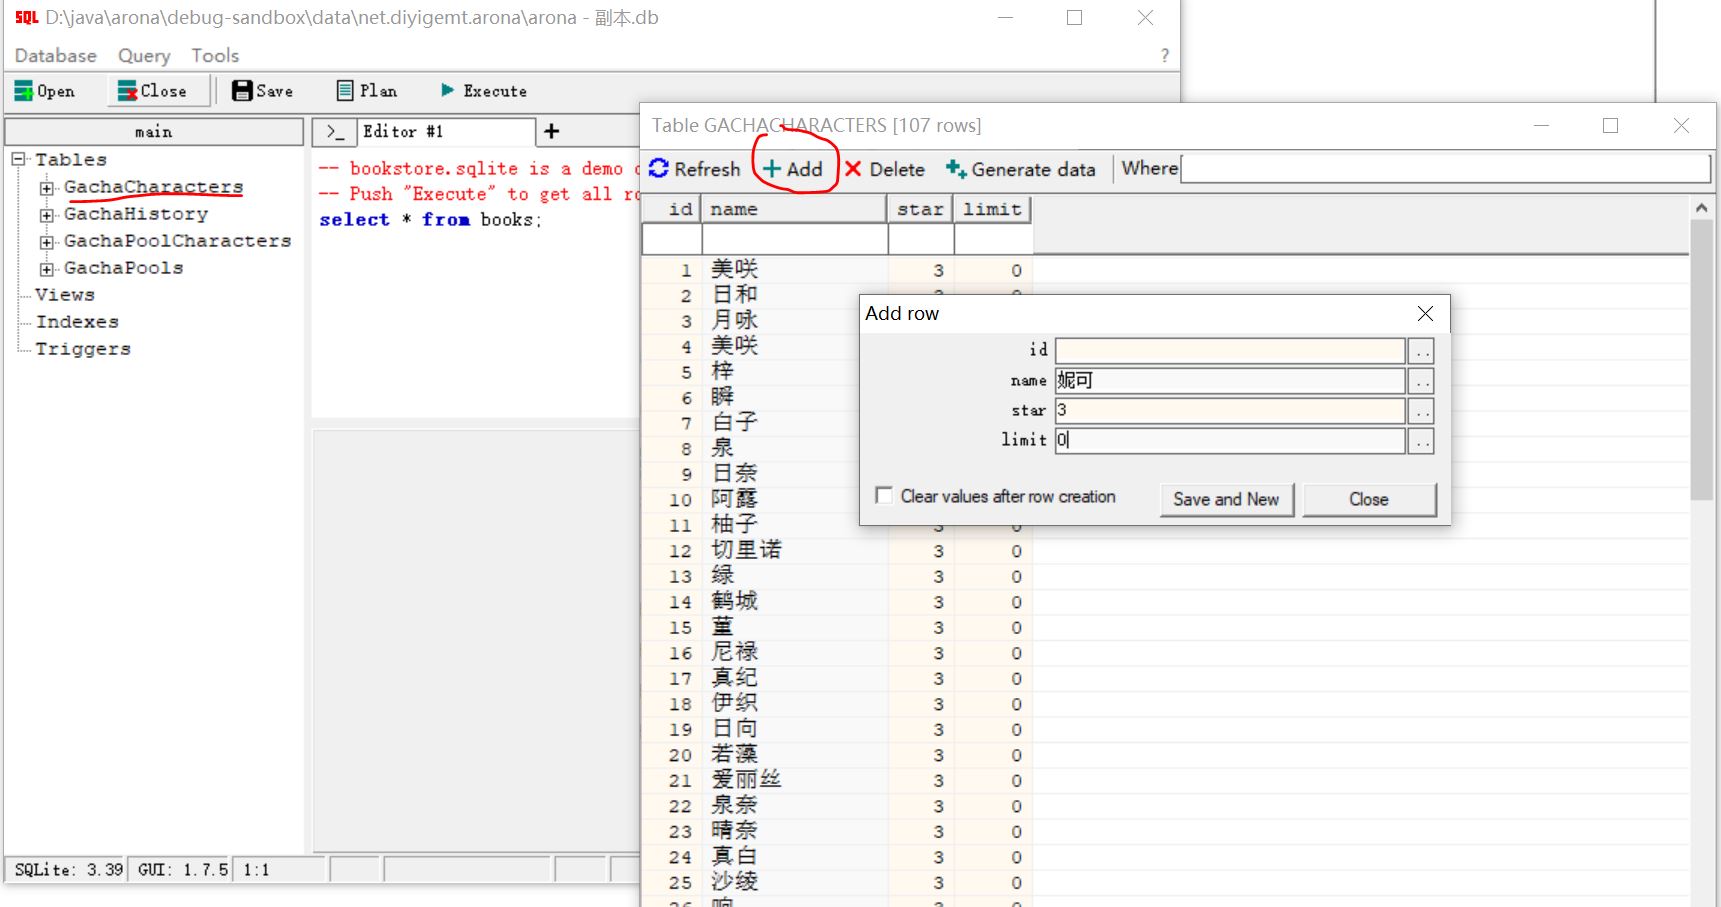 SQL D:\java\arona\debug-sandbox\data\net.diyigemt.arona\arona - 副本.db
Database Query Tools ?
Open Close Save Plan Execute
main
Tables
GachaCharacters
GachaHistory
GachaPoolCharacters
GachaPools
Views
Indexes
Triggers
>_ Editor #1 +
-- bookstore.sqlite is a demo
-- Push "Execute" to get all
select * from books;
SQLite: 3.39 GUI: 1.7.5 1:1
Table GACHACHARACTERS [107 rows]
Refresh Add Delete Generate data Where
id name star limit
1 美咲 3 0
2 日和
3 月咏
4 美咲
5 梓
6 瞬
7 白子
8 泉
9 日奈
10 阿露
11 柚子 3 0
12 切里诺 3 0
13 绿 3 0
14 鹤城 3 0
15 堇 3 0
16 尼禄 3 0
17 真纪 3 0
18 伊织 3 0
19 日向 3 0
20 若藻 3 0
21 爱丽丝 3 0
22 泉奈 3 0
23 晴奈 3 0
24 真白 3 0
25 沙绫 3 0
Add row
id ..
name 妮可 ..
star 3 ..
limit 0 ..
Clear values after row creation Save and New Close